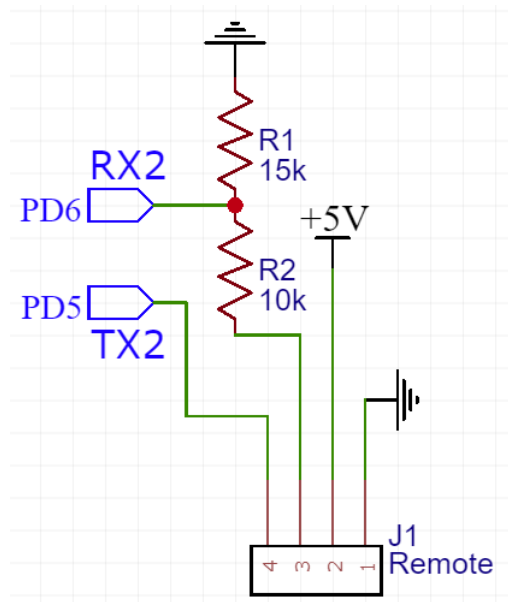 R1
15k
RX2
PD6
+5V
R2
10k
PD5
TX2
J1
Remote
4 3 2 1